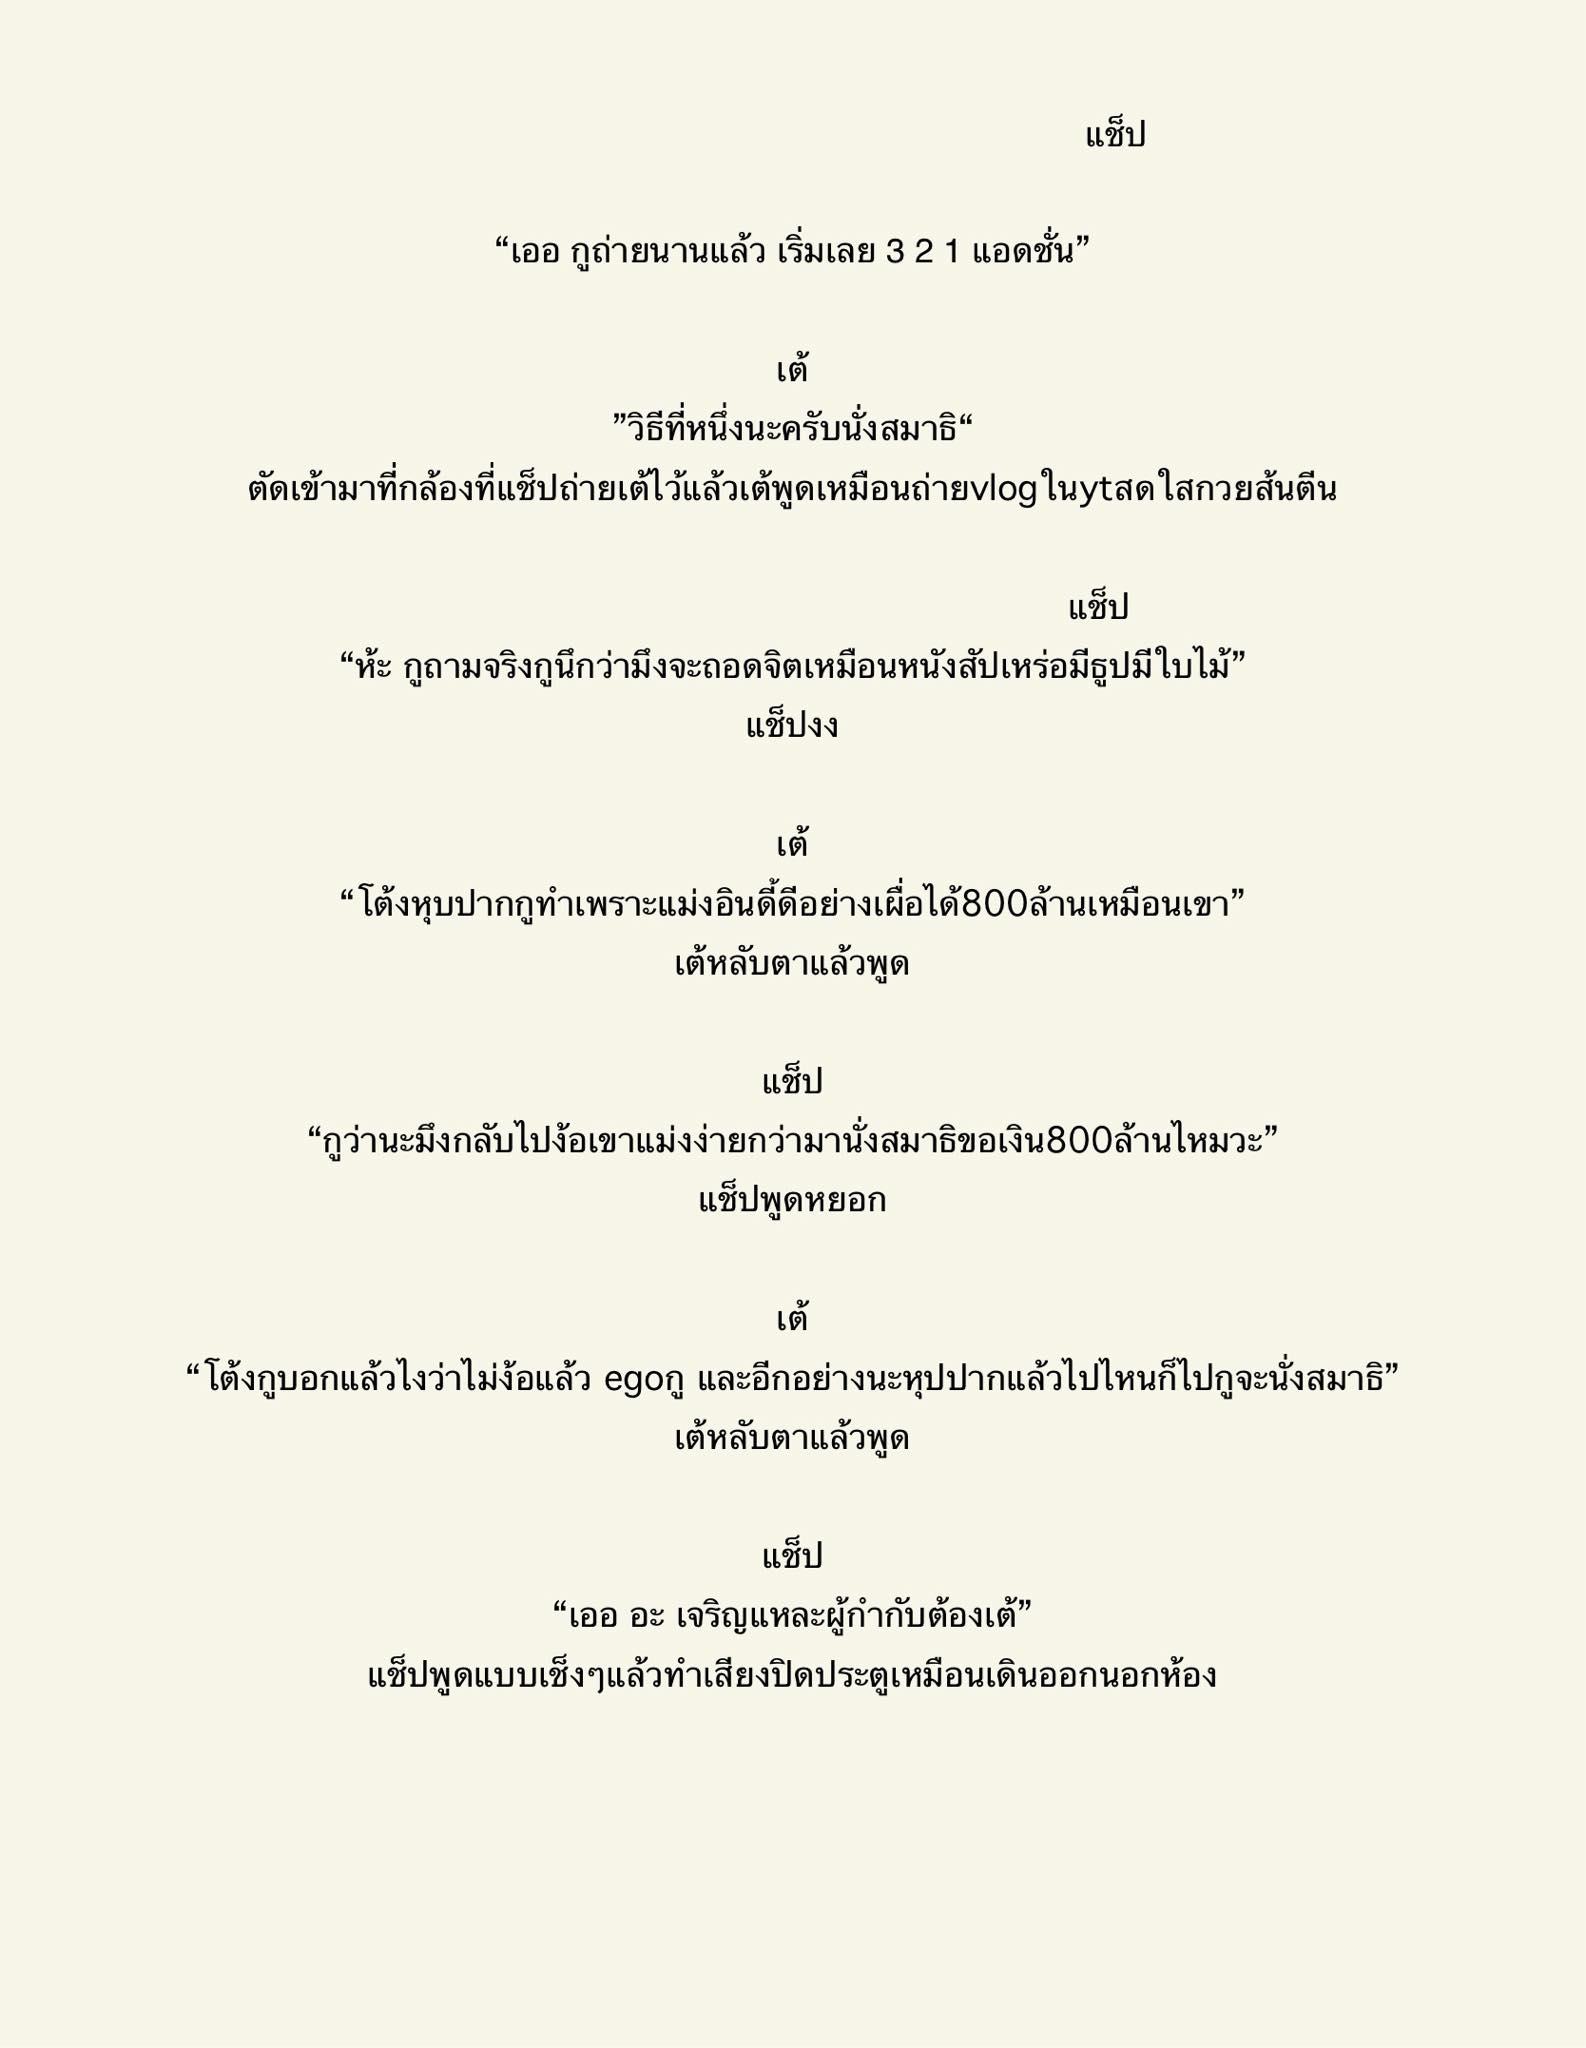 แช็ป
“เออ กูถ่ายนานแล้ว เริ่มเลย 3 2 1 แอดชั่น”
เต้
”วิธีที่หนึ่งนะครับนั่งสมาธิ“
ตัดเข้ามาที่กล้องที่แช็ปถ่ายเต้ไว้แล้วเต้พูดเหมือนถ่ายvlogในytสดใสกวยส้นตีน
แช็ป
“ห้ะ กูถามจริงกูนึกว่ามึงจะถอดจิตเหมือนหนังสัปเหร่อมีธูปมีใบไม้”
แช็ปงง
เต้
“โต้งหุบปากกูทำเพราะแม่งอินดี้ดีอย่างเผื่อได้800ล้านเหมือนเขา”
เต้หลับตาแล้วพูด
แช็ป
“กูว่านะมึงกลับไปง้อเขาแม่งง่ายกว่ามานั่งสมาธิขอเงิน800ล้านไหมวะ”
แช็ปพูดหยอก
เต้
“โต้งกูบอกแล้วไงว่าไม่ง้อแล้ว egoกู และอีกอย่างนะหุปปากแล้วไปไหนก็ไปกูจะนั่งสมาธิ”
เต้หลับตาแล้วพูด
แช็ป
“เออ อะ เจริญแหละผู้กำกับต้องเต้”
แช็ปพูดแบบเซ็งๆแล้วทำเสียงปิดประตูเหมือนเดินออกนอกห้อง